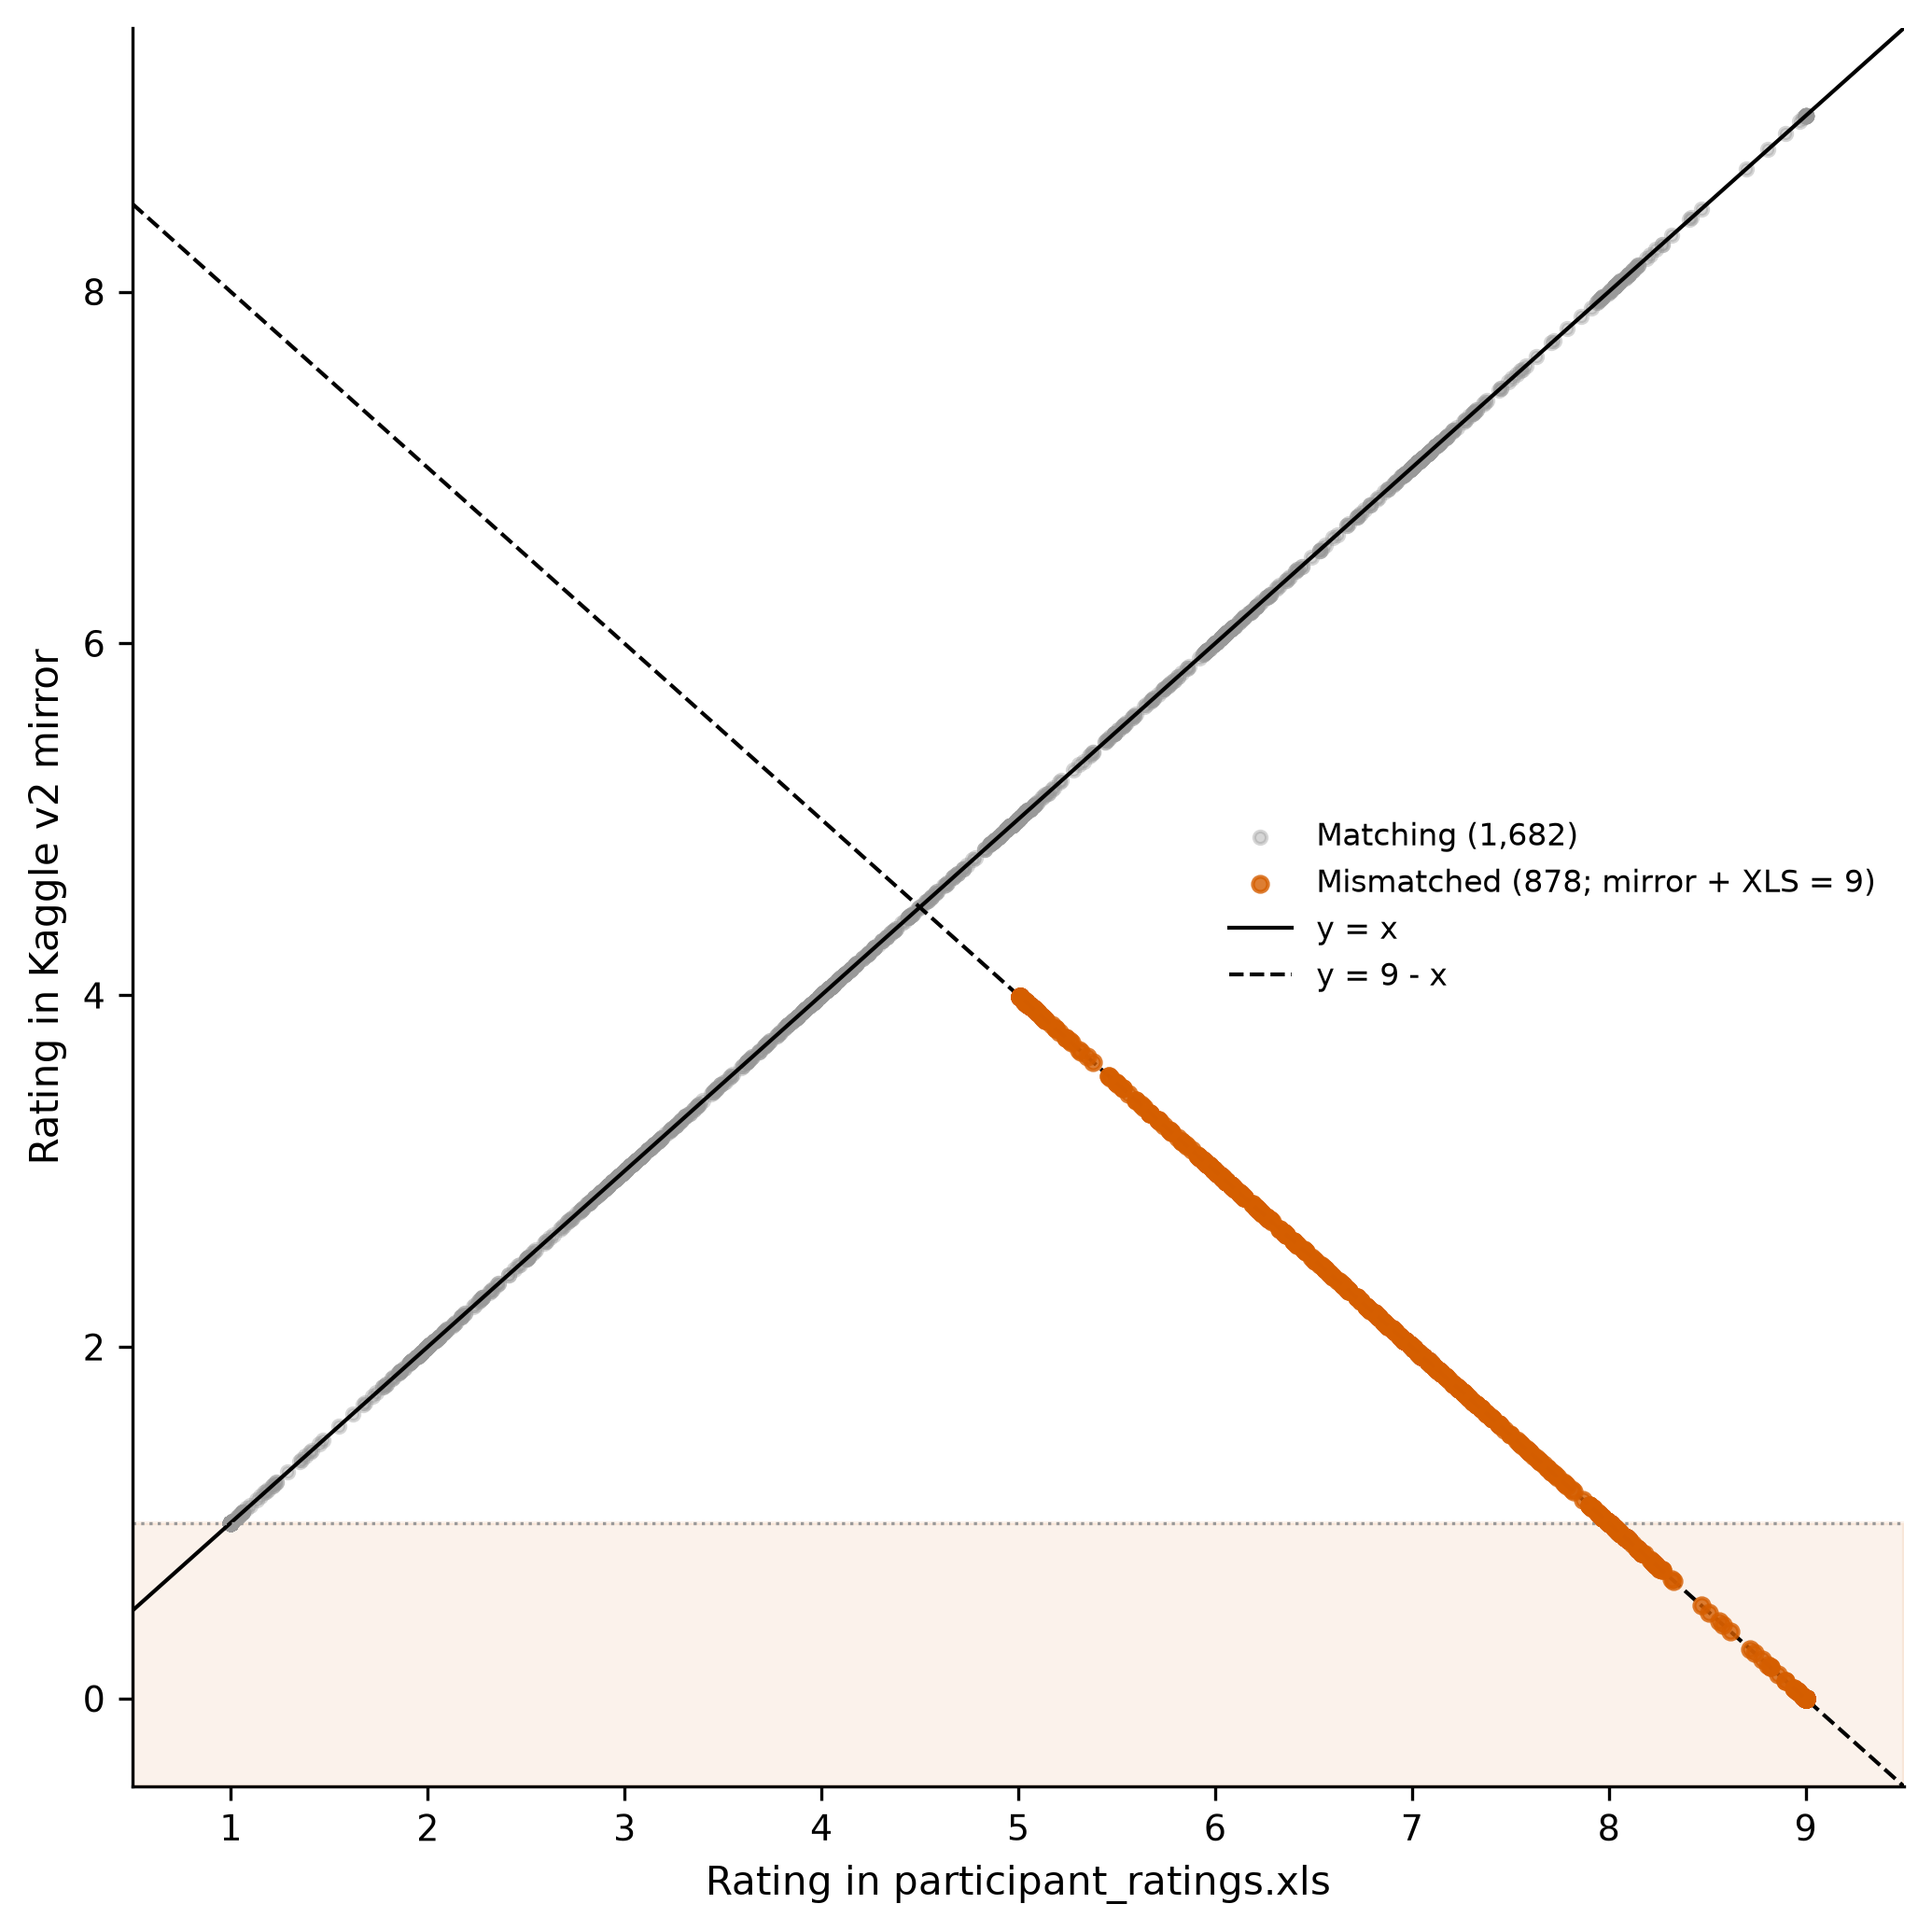 8
6
4
2
0
Rating in Kaggle v2 mirror
Matching (1,682)
Mismatched (878; mirror + XLS = 9)
y = x
y = 9 - x
1 2 3 4 5 6 7 8 9
Rating in participant_ratings.xls